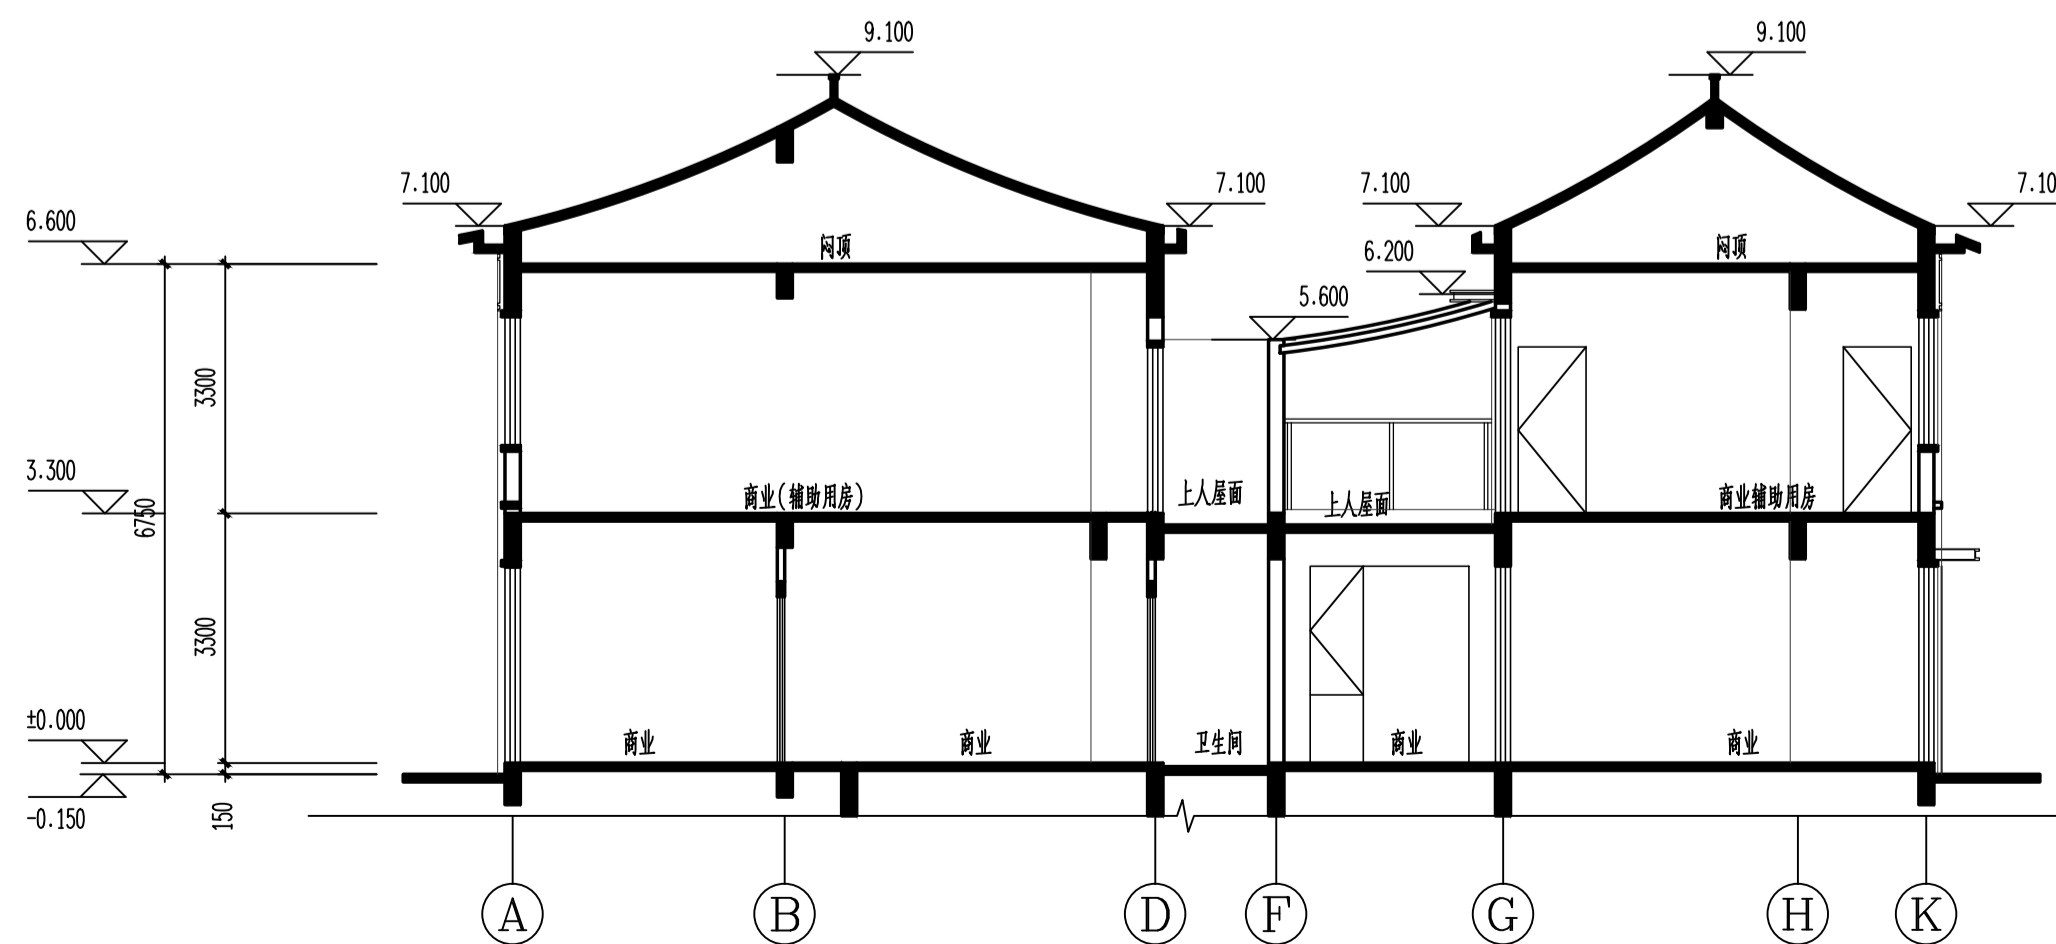 9.100
9.100
7.100
7.100
7.100
7.10
6.600
闷顶
闷顶
6.200
5.600
3300
3.300
6750
商业(辅助用房)
上人屋面
上人屋面
商业辅助用房
3300
±0.000
商业
商业
卫生间
商业
商业
-0.150
150
A
B
D
F
G
H
K